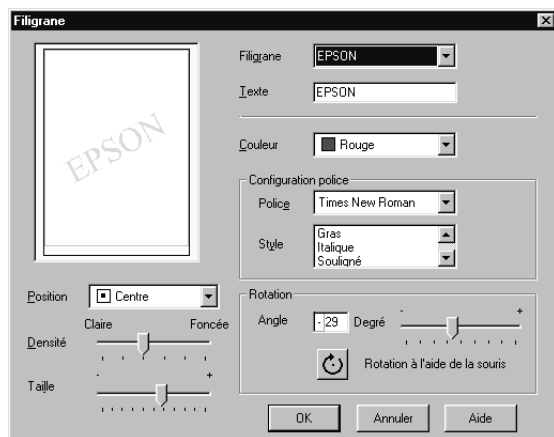 Filigrane
EPSON
Filigrane EPSON
Texte EPSON
Couleur Rouge
Configuration police
Police Times New Roman
Style Gras
Italique
Souligné
Position Centre
Claire Foncée
Densité
- +
Taille
Rotation
Angle -29 Degré - +
Rotation à l'aide de la souris
OK Annuler Aide